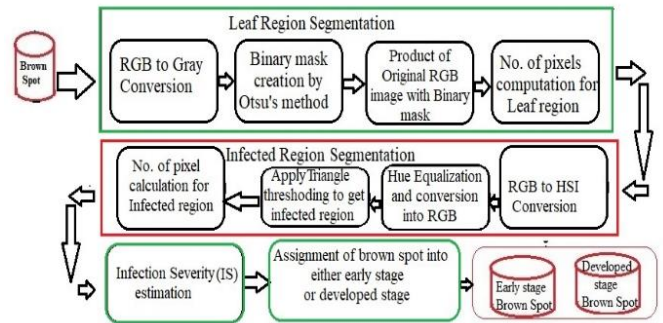 Leaf Region Segmentation
Brown
Spot
RGB to Gray
Conversion
Binary mask
creation by
Otsu's method
Product of
Original RGB
image with Binary
mask
No. of pixels
computation for
Leaf region
Infected Region Segmentation
RGB to HSI
Conversion
Hue Equalization
and conversion
into RGB
Apply Triangle
threshoding to get
infected region
No. of pixel
calculation for
Infected region
Infection Severity (IS)
estimation
Assignment of brown spot into
either early stage
or developed stage
Early stage
Brown Spot
Developed
stage
Brown Spot